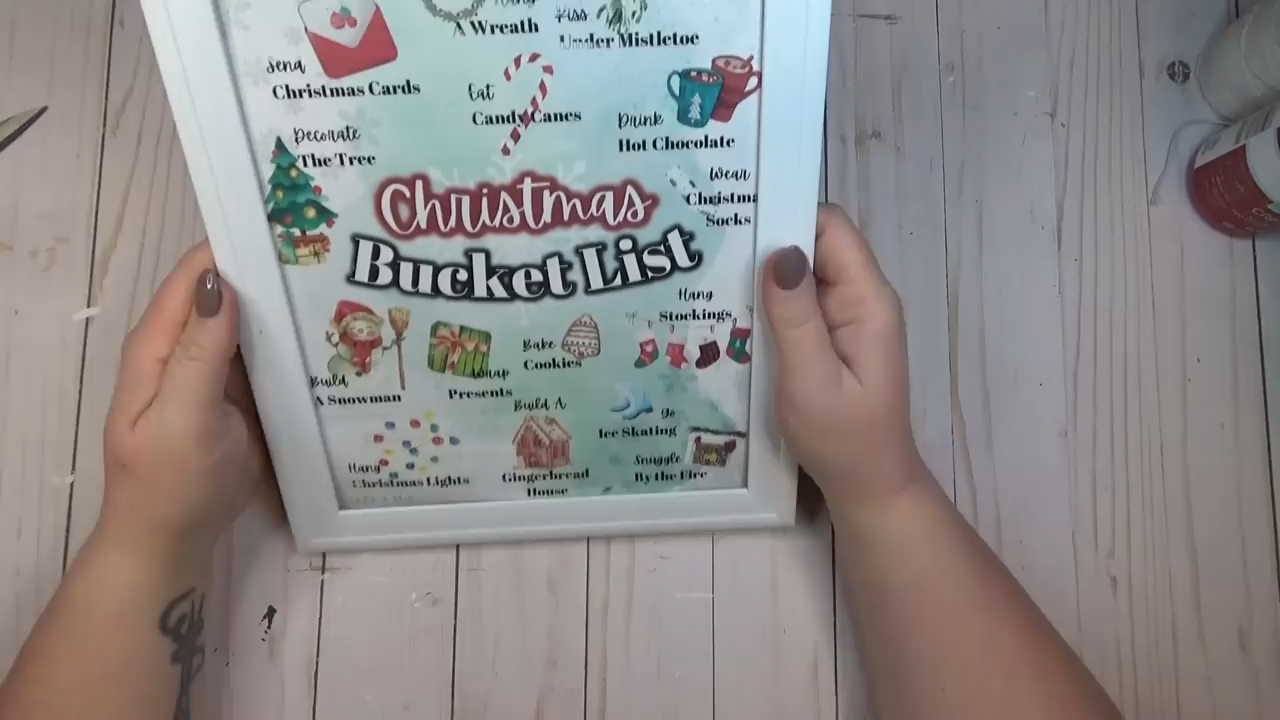 A Wreath
Kiss
Under Mistletoe
Send
Christmas Cards
Eat
Candy Canes
Drink
Hot Chocolate
Decorate
The Tree
Wear
Christma
Socks
Christmas
Bucket List
Hang
Stockings
Build
A Snowman
Wrap
Presents
Bake
Cookies
Go
Ice Skating
Hang
Christmas Lights
Build A
Gingerbread
House
Snuggle
By the Fire